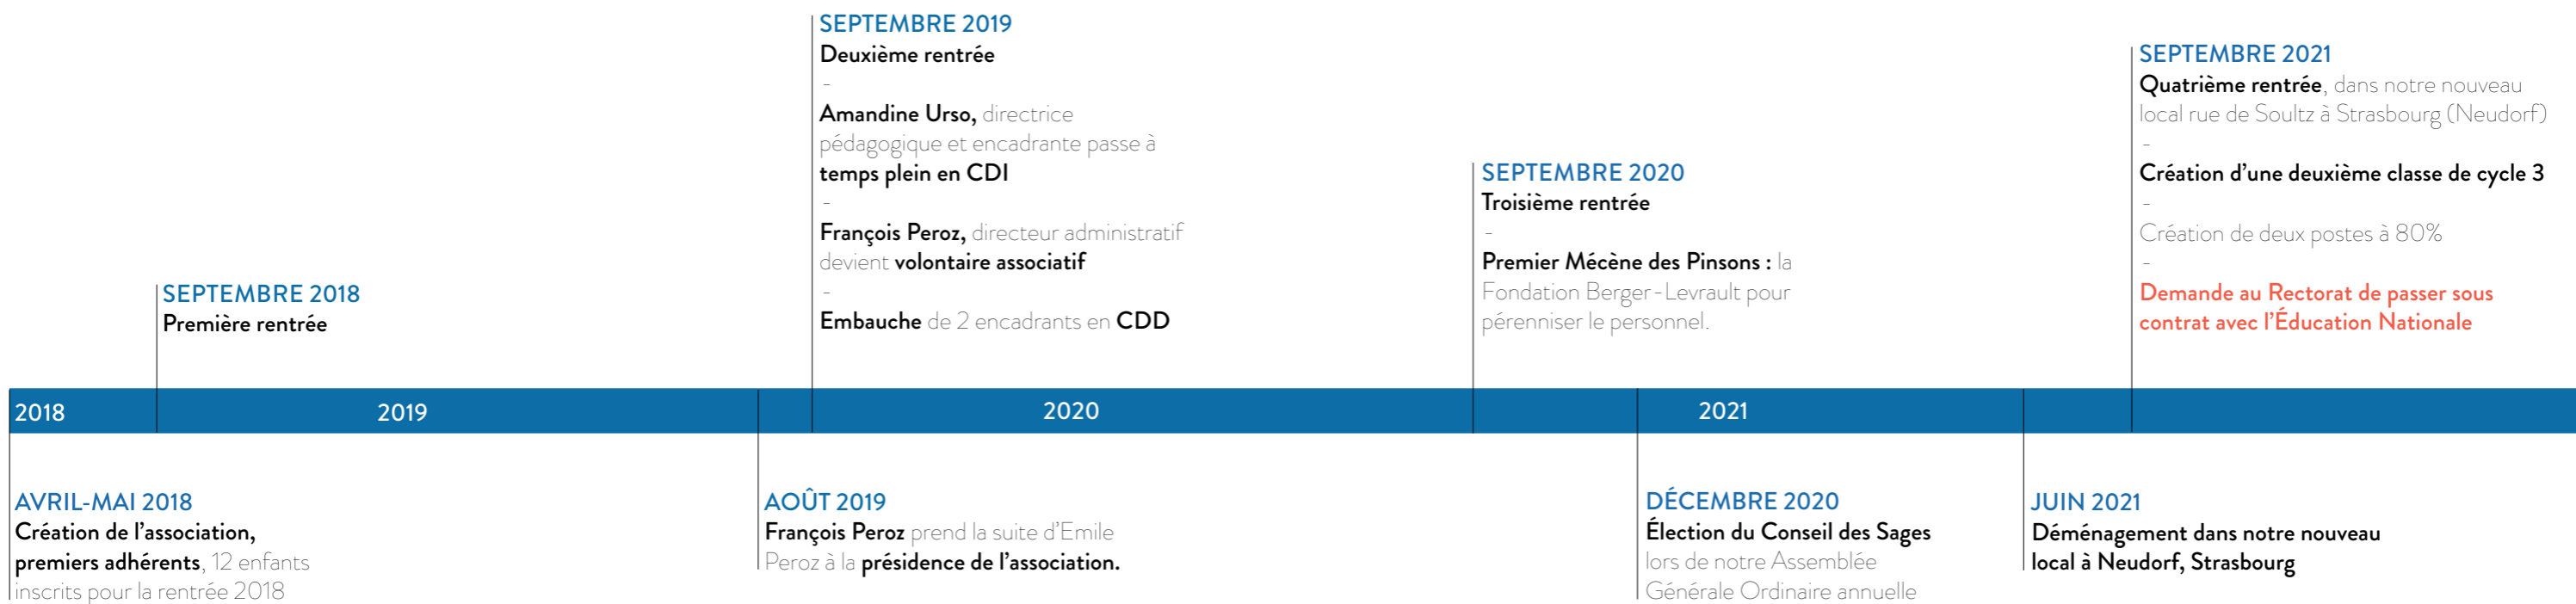 SEPTEMBRE 2019
Deuxième rentrée
-
Amandine Urso, directrice
pédagogique et encadrante passe à
temps plein en CDI
-
François Peroz, directeur administratif
devient volontaire associatif
-
Embauche de 2 encadrants en CDD
SEPTEMBRE 2021
Quatrième rentrée, dans notre nouveau
local rue de Soultz à Strasbourg (Neudorf)
-
Création d'une deuxième classe de cycle 3
-
Création de deux postes à 80%
-
Demande au Rectorat de passer sous
contrat avec l'Éducation Nationale
SEPTEMBRE 2020
Troisième rentrée
-
Premier Mécène des Pinsons : la
Fondation Berger-Levrault pour
pérenniser le personnel.
SEPTEMBRE 2018
Première rentrée
2018
2019
2020
2021
AVRIL-MAI 2018
Création de l'association,
premiers adhérents, 12 enfants
inscrits pour la rentrée 2018
AOÛT 2019
François Peroz prend la suite d'Emile
Peroz à la présidence de l'association.
DÉCEMBRE 2020
Élection du Conseil des Sages
lors de notre Assemblée
Générale Ordinaire annuelle
JUIN 2021
Déménagement dans notre nouveau
local à Neudorf, Strasbourg